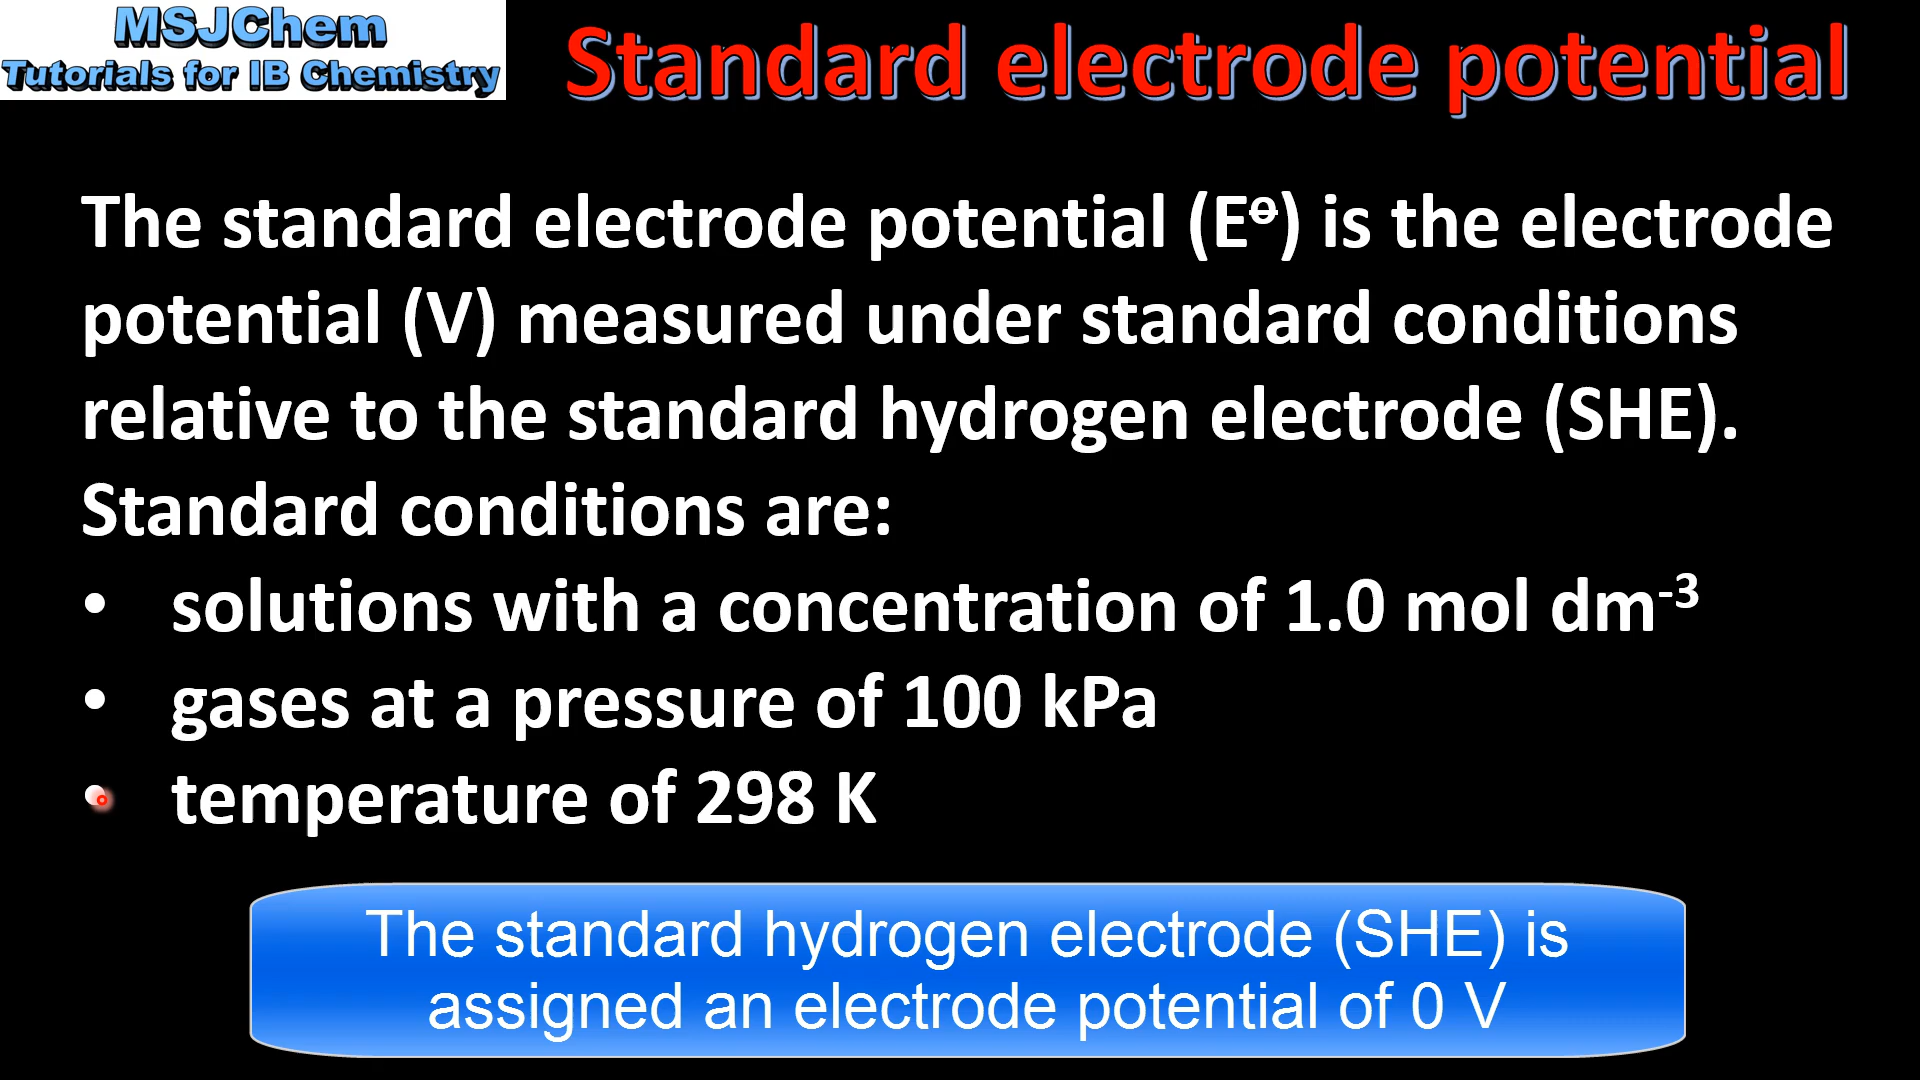 MSJChem
Tutorials for IB Chemistry
Standard electrode potential
The standard electrode potential (E⦵) is the electrode
potential (V) measured under standard conditions
relative to the standard hydrogen electrode (SHE).
Standard conditions are:
• solutions with a concentration of 1.0 mol dm⁻³
• gases at a pressure of 100 kPa
• temperature of 298 K
The standard hydrogen electrode (SHE) is
assigned an electrode potential of 0 V